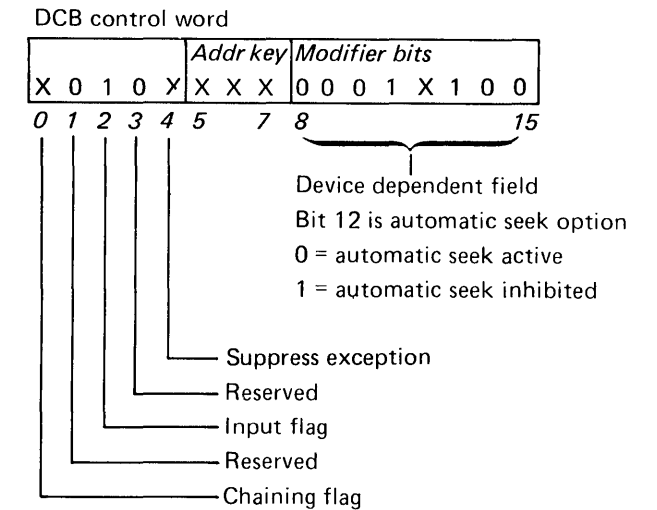 DCB control word
Addr key Modifier bits
X 0 1 0 X X X X 0 0 0 1 X 1 0 0
0 1 2 3 4 5 7 8 15
Device dependent field
Bit 12 is automatic seek option
0 = automatic seek active
1 = automatic seek inhibited
Suppress exception
Reserved
Input flag
Reserved
Chaining flag